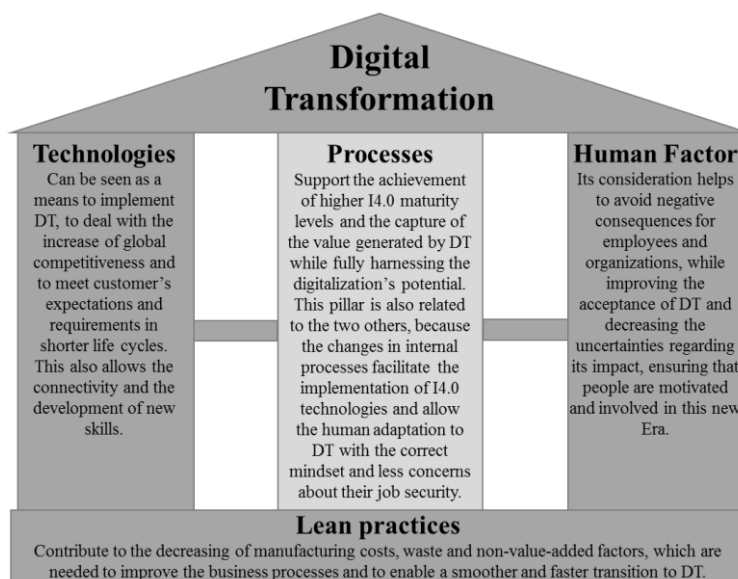 Digital
Transformation
Technologies
Can be seen as a
means to implement
DT, to deal with the
increase of global
competitiveness and
to meet customer's
expectations and
requirements in
shorter life cycles.
This also allows the
connectivity and the
development of new
skills.
Processes
Support the achievement
of higher I4.0 maturity
levels and the capture of
the value generated by DT
while fully harnessing the
digitalization's potential.
This pillar is also related
to the two others, because
the changes in internal
processes facilitate the
implementation of I4.0
technologies and allow
the human adaptation to
DT with the correct
mindset and less concerns
about their job security.
Human Factor
Its consideration helps
to avoid negative
consequences for
employees and
organizations, while
improving the
acceptance of DT and
decreasing the
uncertainties regarding
its impact, ensuring that
people are motivated
and involved in this new
Era.
Lean practices
Contribute to the decreasing of manufacturing costs, waste and non-value-added factors, which are
needed to improve the business processes and to enable a smoother and faster transition to DT.